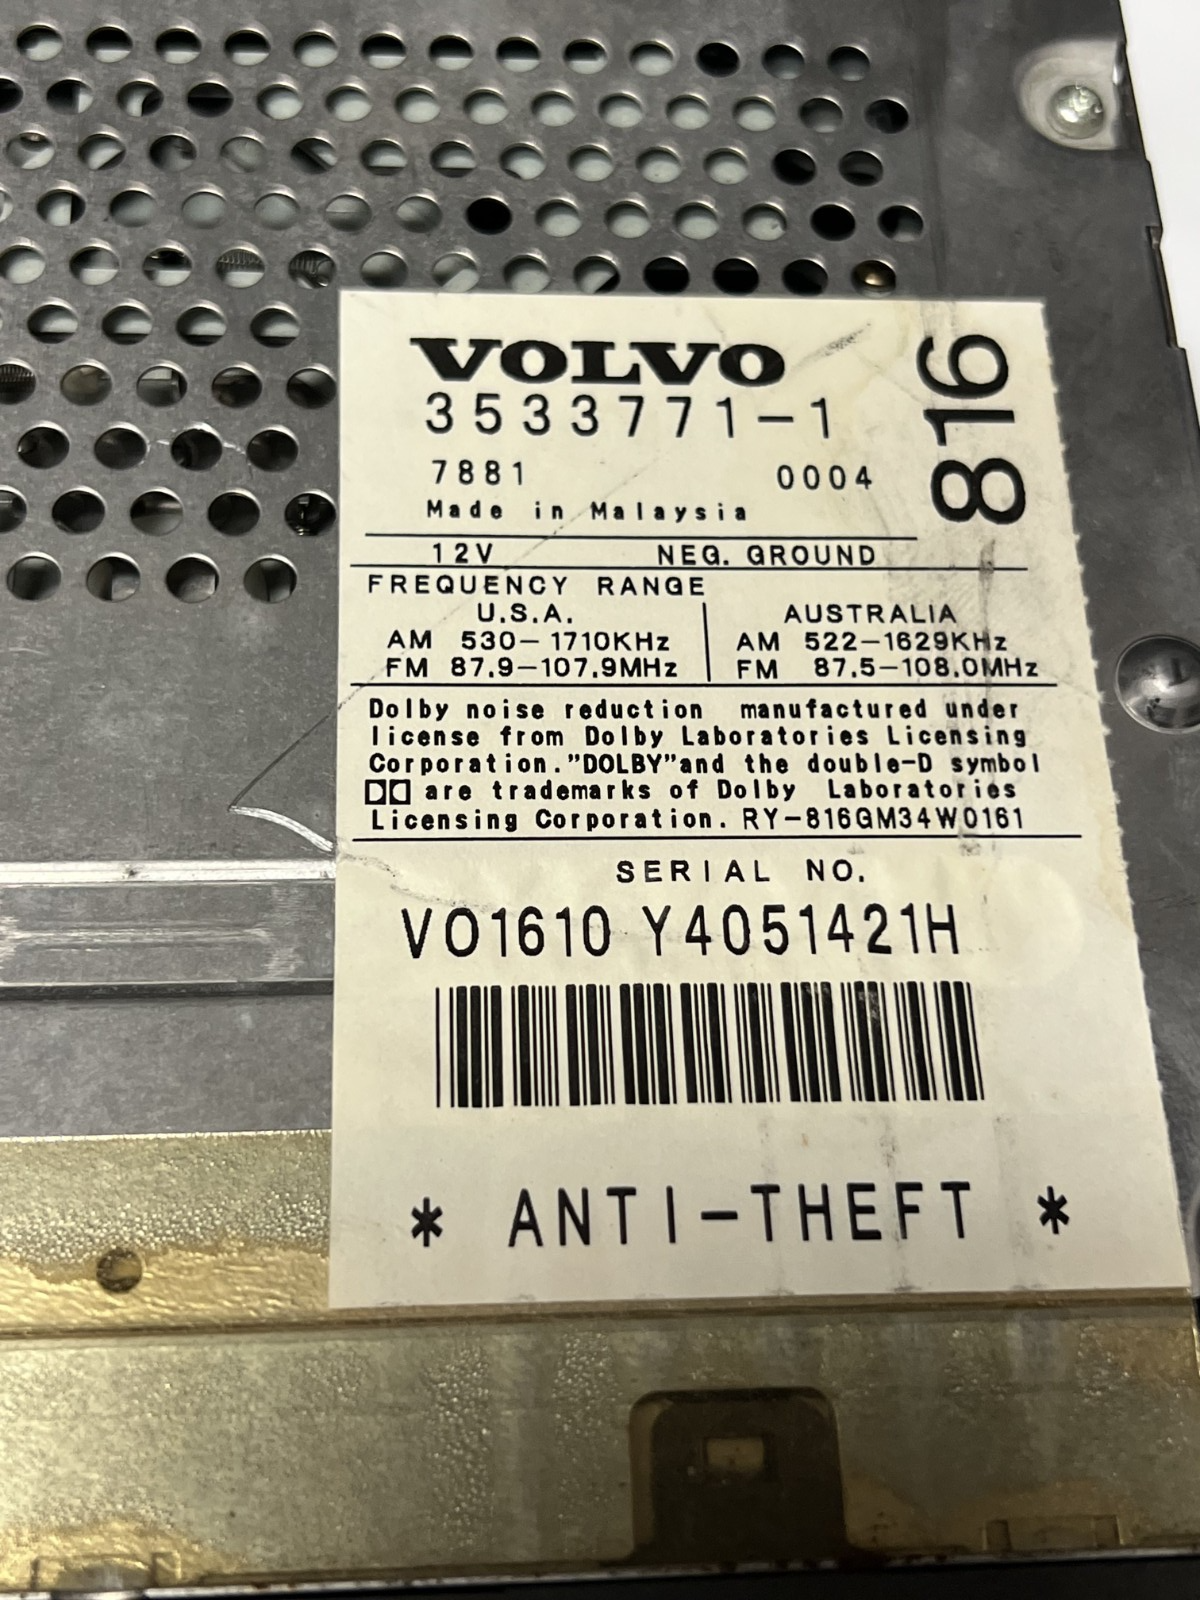 VOLVO
816
3533771-1
7881 0004
Made in Malaysia
12V NEG. GROUND
FREQUENCY RANGE
U.S.A. AUSTRALIA
AM 530-1710KHz AM 522-1629KHz
FM 87.9-107.9MHz FM 87.5-108.0MHz
Dolby noise reduction manufactured under
license from Dolby Laboratories Licensing
Corporation."DOLBY"and the double-D symbol
are trademarks of Dolby Laboratories
Licensing Corporation. RY-816GM34W0161
SERIAL NO.
VO1610 Y4051421H
* ANTI-THEFT *